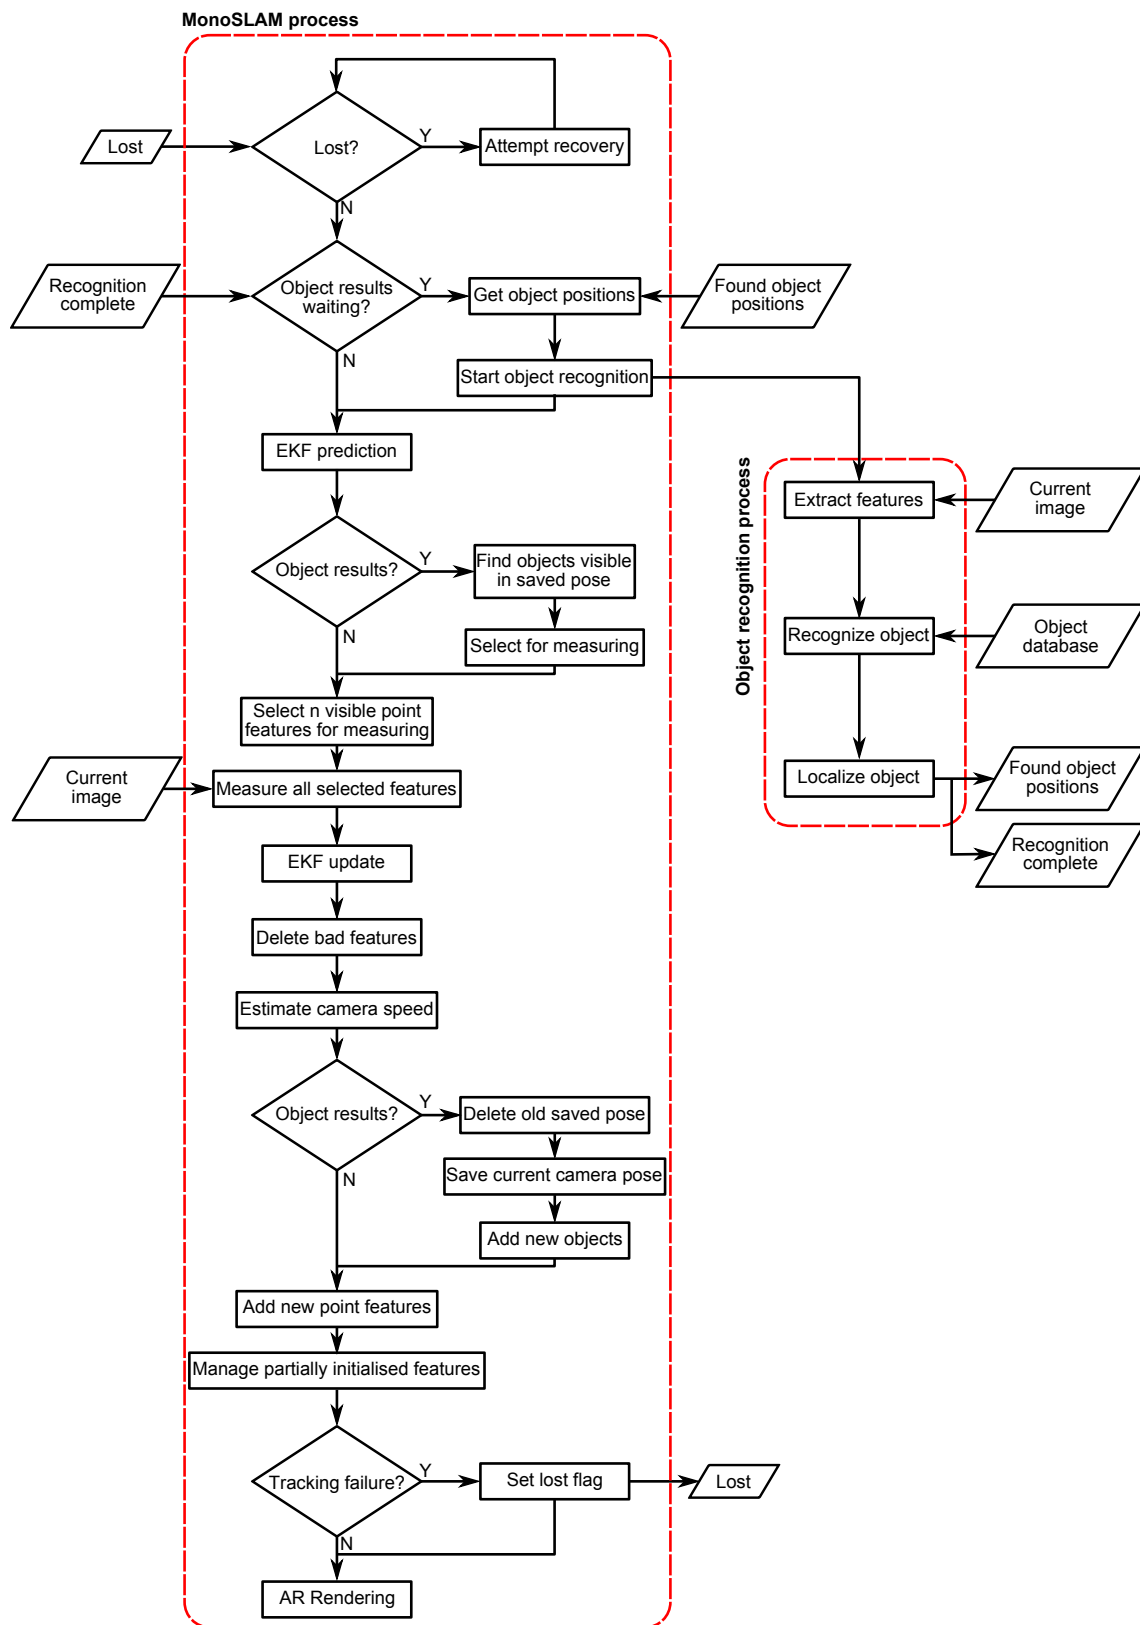 MonoSLAM process
Lost
Lost?
Y
Attempt recovery
N
Recognition
complete
Object results
waiting?
Y
Get object positions
Found object
positions
N
Start object recognition
EKF prediction
Object recognition process
Extract features
Current
image
Object results?
Y
Find objects visible
in saved pose
N
Select for measuring
Recognize object
Object
database
Select n visible point
features for measuring
Current
image
Measure all selected features
Localize object
Found object
positions
Recognition
complete
EKF update
Delete bad features
Estimate camera speed
Object results?
Y
Delete old saved pose
N
Save current camera pose
Add new objects
Add new point features
Manage partially initialised features
Tracking failure?
Y
Set lost flag
Lost
N
AR Rendering